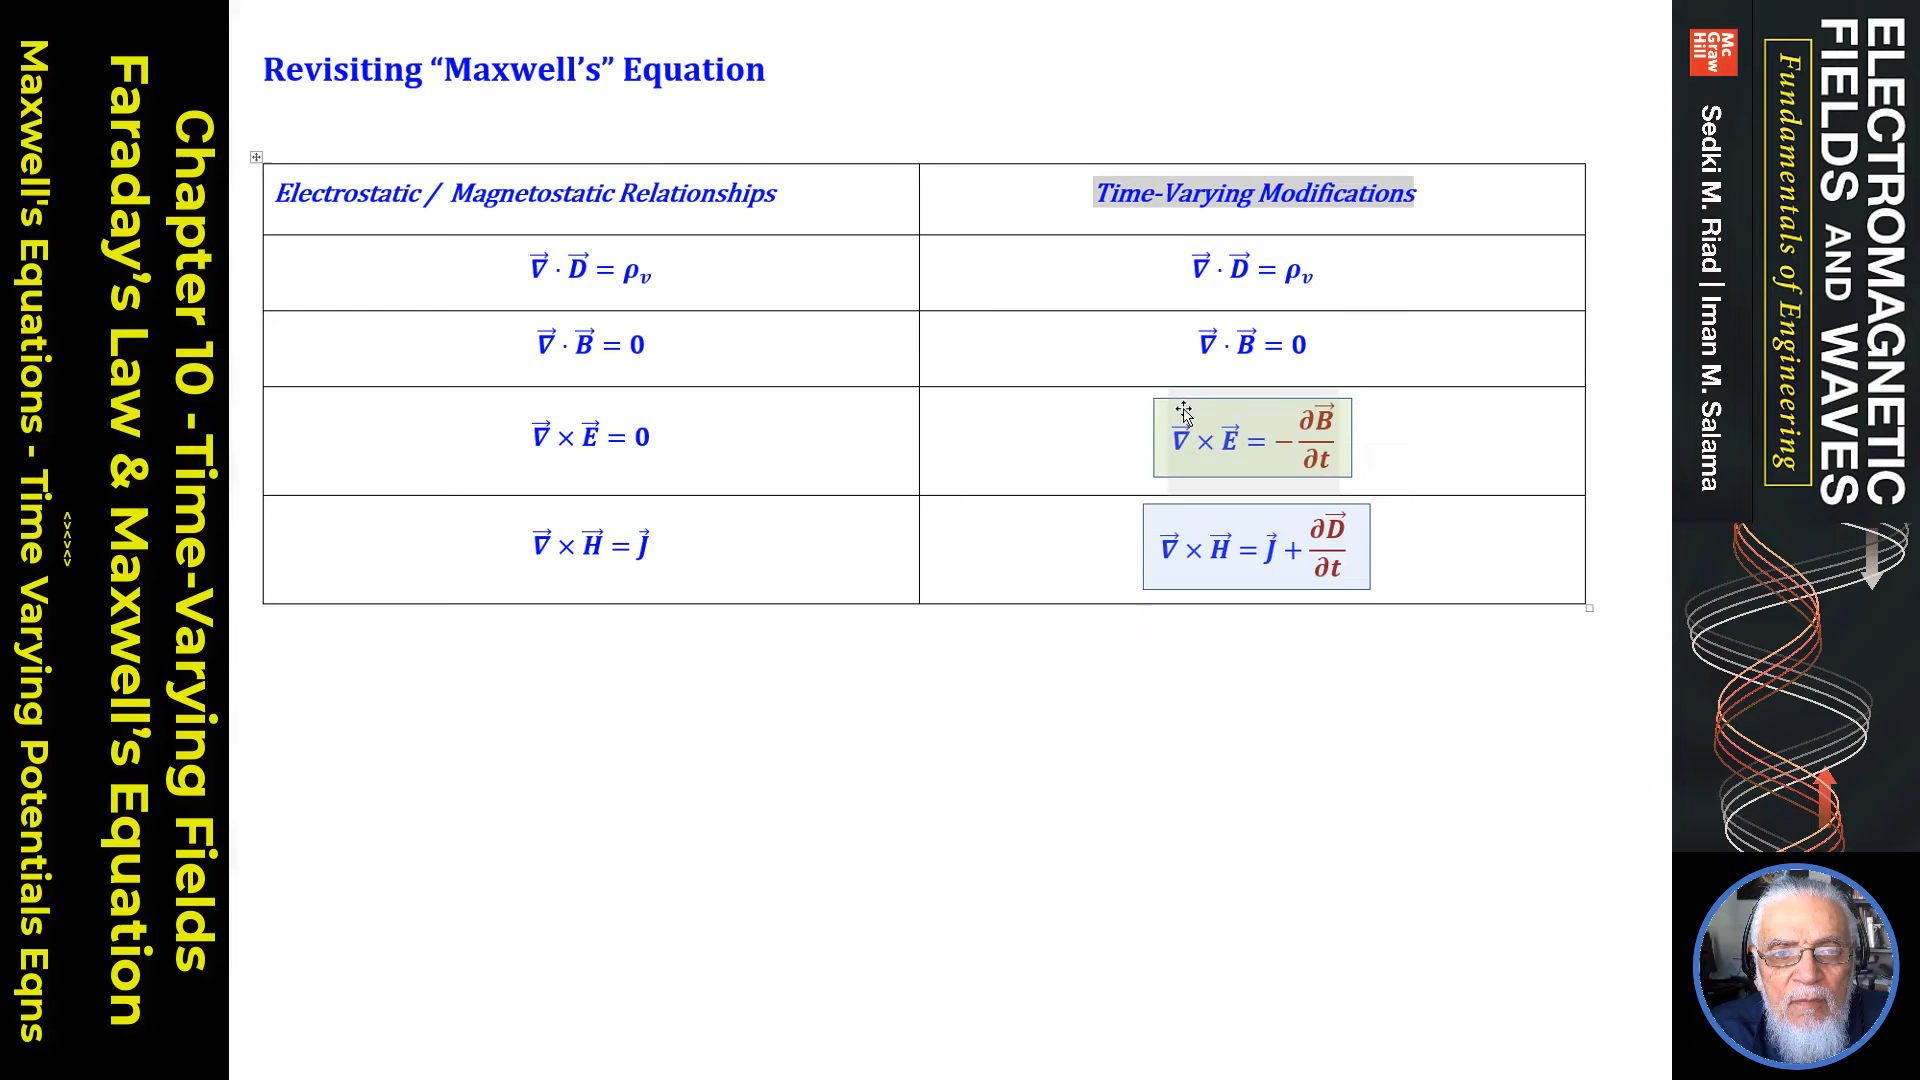 Chapter 10 -Time-Varying Fields
Faraday's Law & Maxwell's Equation
<><><>
Maxwell's Equations - Time Varying Potentials Eqns
Revisiting “Maxwell’s” Equation
Electrostatic / Magnetostatic Relationships
Time-Varying Modifications
∇⃗ · D⃗ = ρᵥ
∇⃗ · D⃗ = ρᵥ
∇⃗ · B⃗ = 0
∇⃗ · B⃗ = 0
∇⃗ × E⃗ = 0
∇⃗ × E⃗ = − ∂B⃗/∂t
∇⃗ × H⃗ = J⃗
∇⃗ × H⃗ = J⃗ + ∂D⃗/∂t
ELECTROMAGNETIC
FIELDS AND WAVES
Fundamentals of Engineering
Mc
Graw
Hill
Sedki M. Riad | Iman M. Salama